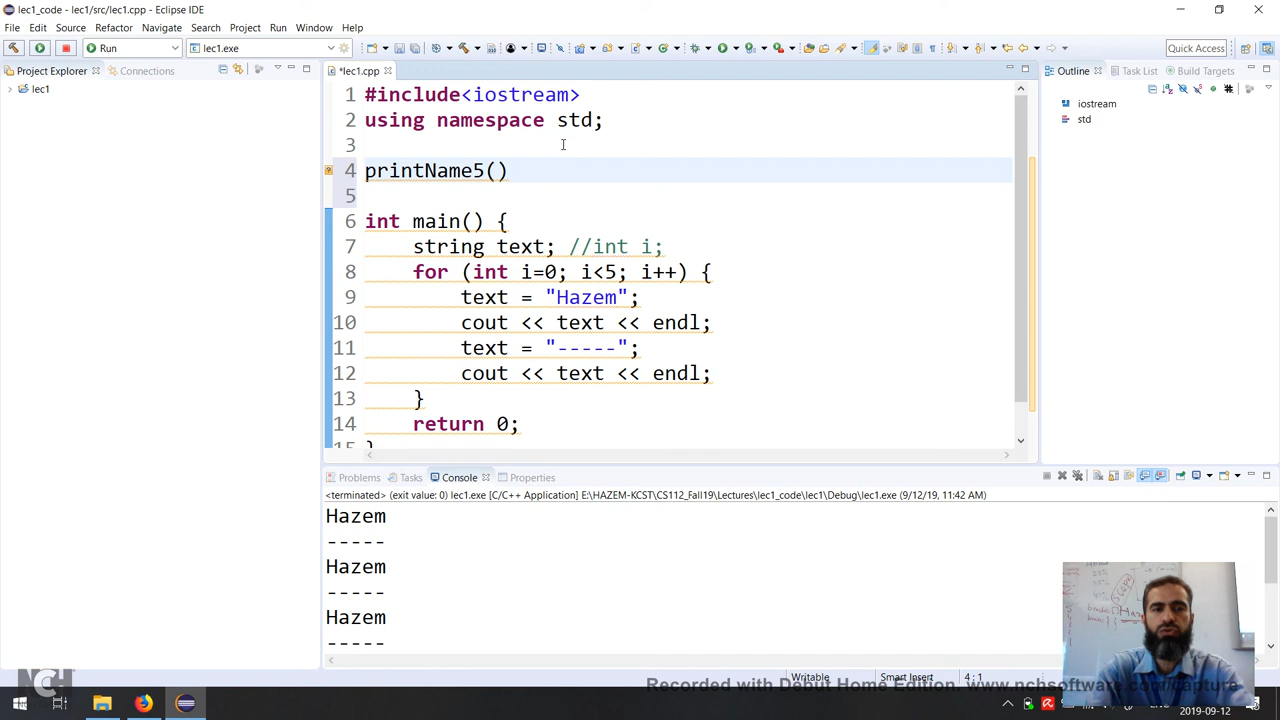 lec1_code - lec1/src/lec1.cpp - Eclipse IDE
File Edit Source Refactor Navigate Search Project Run Window Help
Run lec1.exe Quick Access
Project Explorer Connections
lec1
*lec1.cpp
1 #include<iostream>
2 using namespace std;
3
4 printName5()
5
6 int main() {
7 string text; //int i;
8 for (int i=0; i<5; i++) {
9 text = "Hazem";
10 cout << text << endl;
11 text = "-----";
12 cout << text << endl;
13 }
14 return 0;
15 }
Outline Task List Build Targets
iostream
std
Problems Tasks Console Properties
<terminated> (exit value: 0) lec1.exe [C/C++ Application] E:\HAZEM-KCST\CS112_Fall19\Lectures\lec1_code\lec1\Debug\lec1.exe (9/12/19, 11:42 AM)
Hazem
-----
Hazem
-----
Hazem
-----
Writable Smart Insert 4 : 1
Recorded with Debut Home Edition. www.nchsoftware.com/capture
NCH
2019-09-12